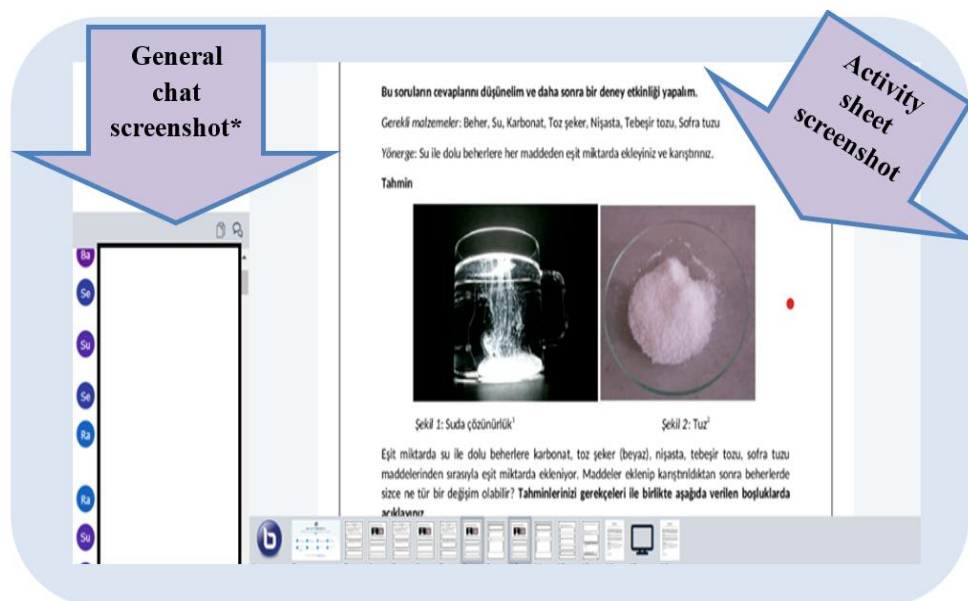 General
chat
screenshot*
Activity
sheet
screenshot
Bu soruların cevaplarını düşünelim ve daha sonra bir deney etkinliği yapalım.
Gerekli malzemeler: Beher, Su, Karbonat, Toz şeker, Nişasta, Tebeşir tozu, Sofra tuzu
Yönerge: Su ile dolu beherlere her maddeden eşit miktarda ekleyiniz ve karıştırınız.
Tahmin
Ba
Se
Su
Se
Ra
Ra
Su
Şekil 1: Suda çözünürlük¹
Şekil 2: Tuz²
Eşit miktarda su ile dolu beherlere karbonat, toz şeker (beyaz), nişasta, tebeşir tozu, sofra tuzu
maddelerinden sırasıyla eşit miktarda ekleniyor. Maddeler eklenip karıştırıldıktan sonra beherlerde
sizce ne tür bir değişim olabilir? Tahminlerinizi gerekçeleri ile birlikte aşağıda verilen boşluklarda
açıklayınız
b